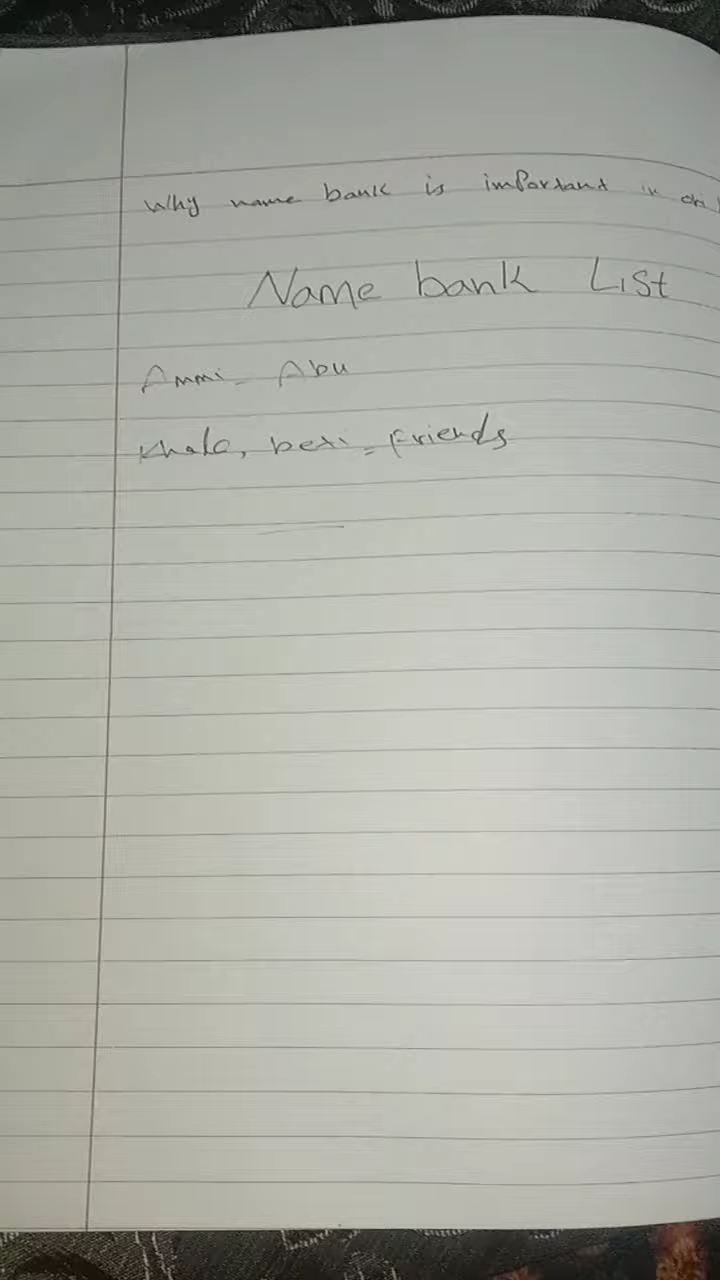 Why name bank is important in
Name bank List
Ammi - Abu
Khala, beti = friends